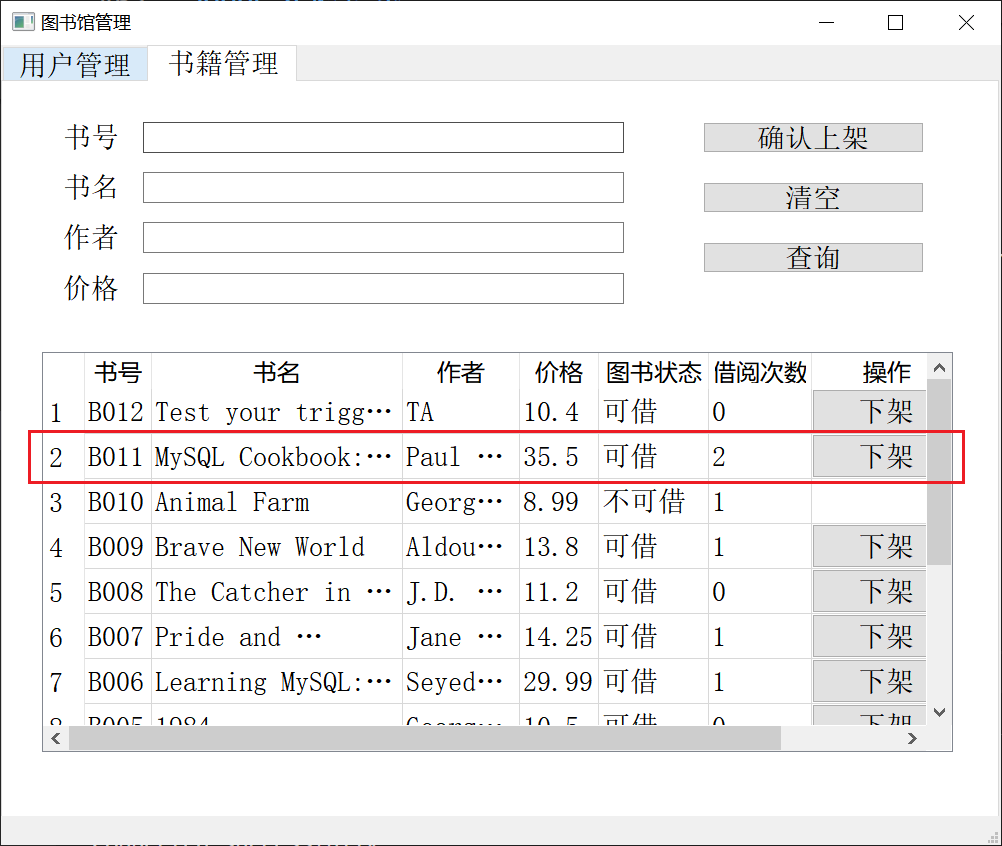 图书馆管理
用户管理 书籍管理
书号 确认上架
书名 清空
作者 查询
价格
书号 书名 作者 价格 图书状态 借阅次数 操作
1 B012 Test your trigg… TA 10.4 可借 0 下架
2 B011 MySQL Cookbook:… Paul … 35.5 可借 2 下架
3 B010 Animal Farm Georg… 8.99 不可借 1
4 B009 Brave New World Aldou… 13.8 可借 1 下架
5 B008 The Catcher in … J.D. … 11.2 可借 0 下架
6 B007 Pride and … Jane … 14.25 可借 1 下架
7 B006 Learning MySQL:… Seyed… 29.99 可借 1 下架
8 B005 1984 Georg… 10.5 可借 0 下架